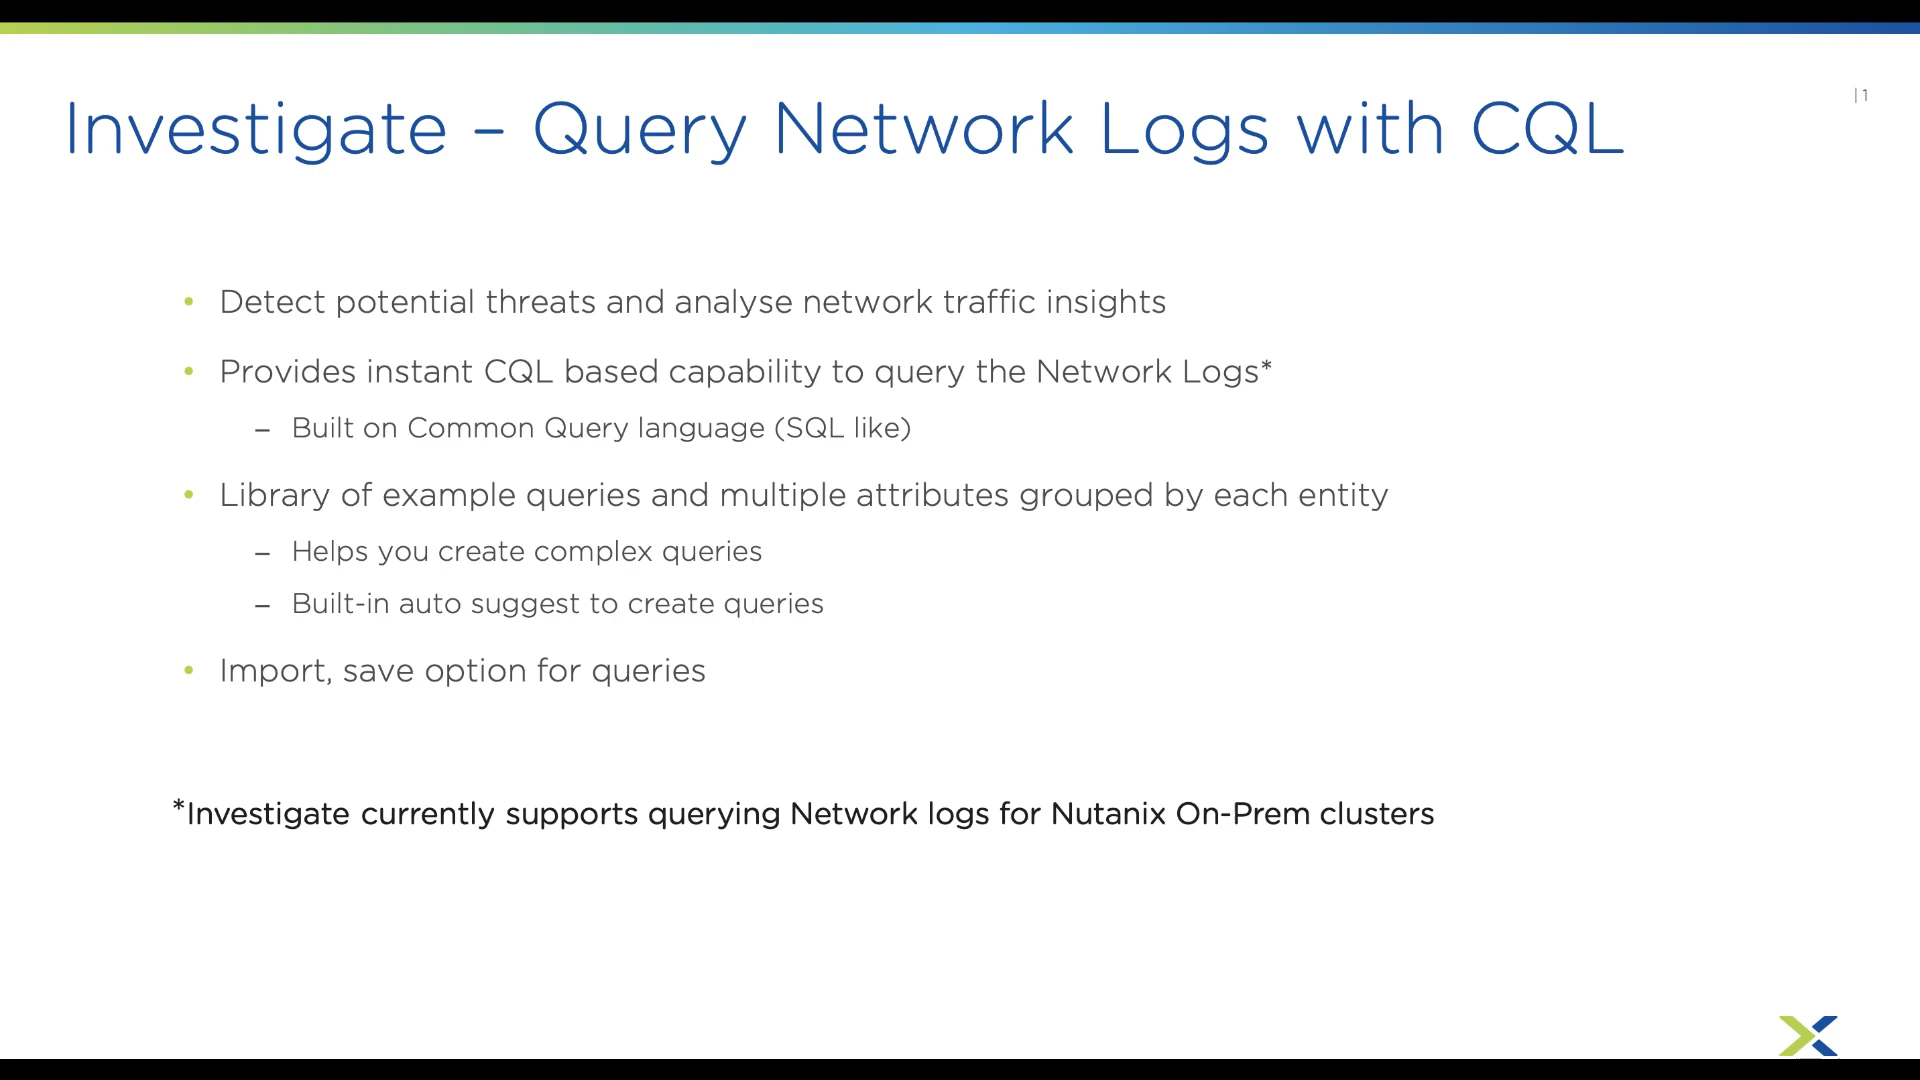 | 1
Investigate – Query Network Logs with CQL
• Detect potential threats and analyse network traffic insights
• Provides instant CQL based capability to query the Network Logs*
– Built on Common Query language (SQL like)
• Library of example queries and multiple attributes grouped by each entity
– Helps you create complex queries
– Built-in auto suggest to create queries
• Import, save option for queries
*Investigate currently supports querying Network logs for Nutanix On-Prem clusters